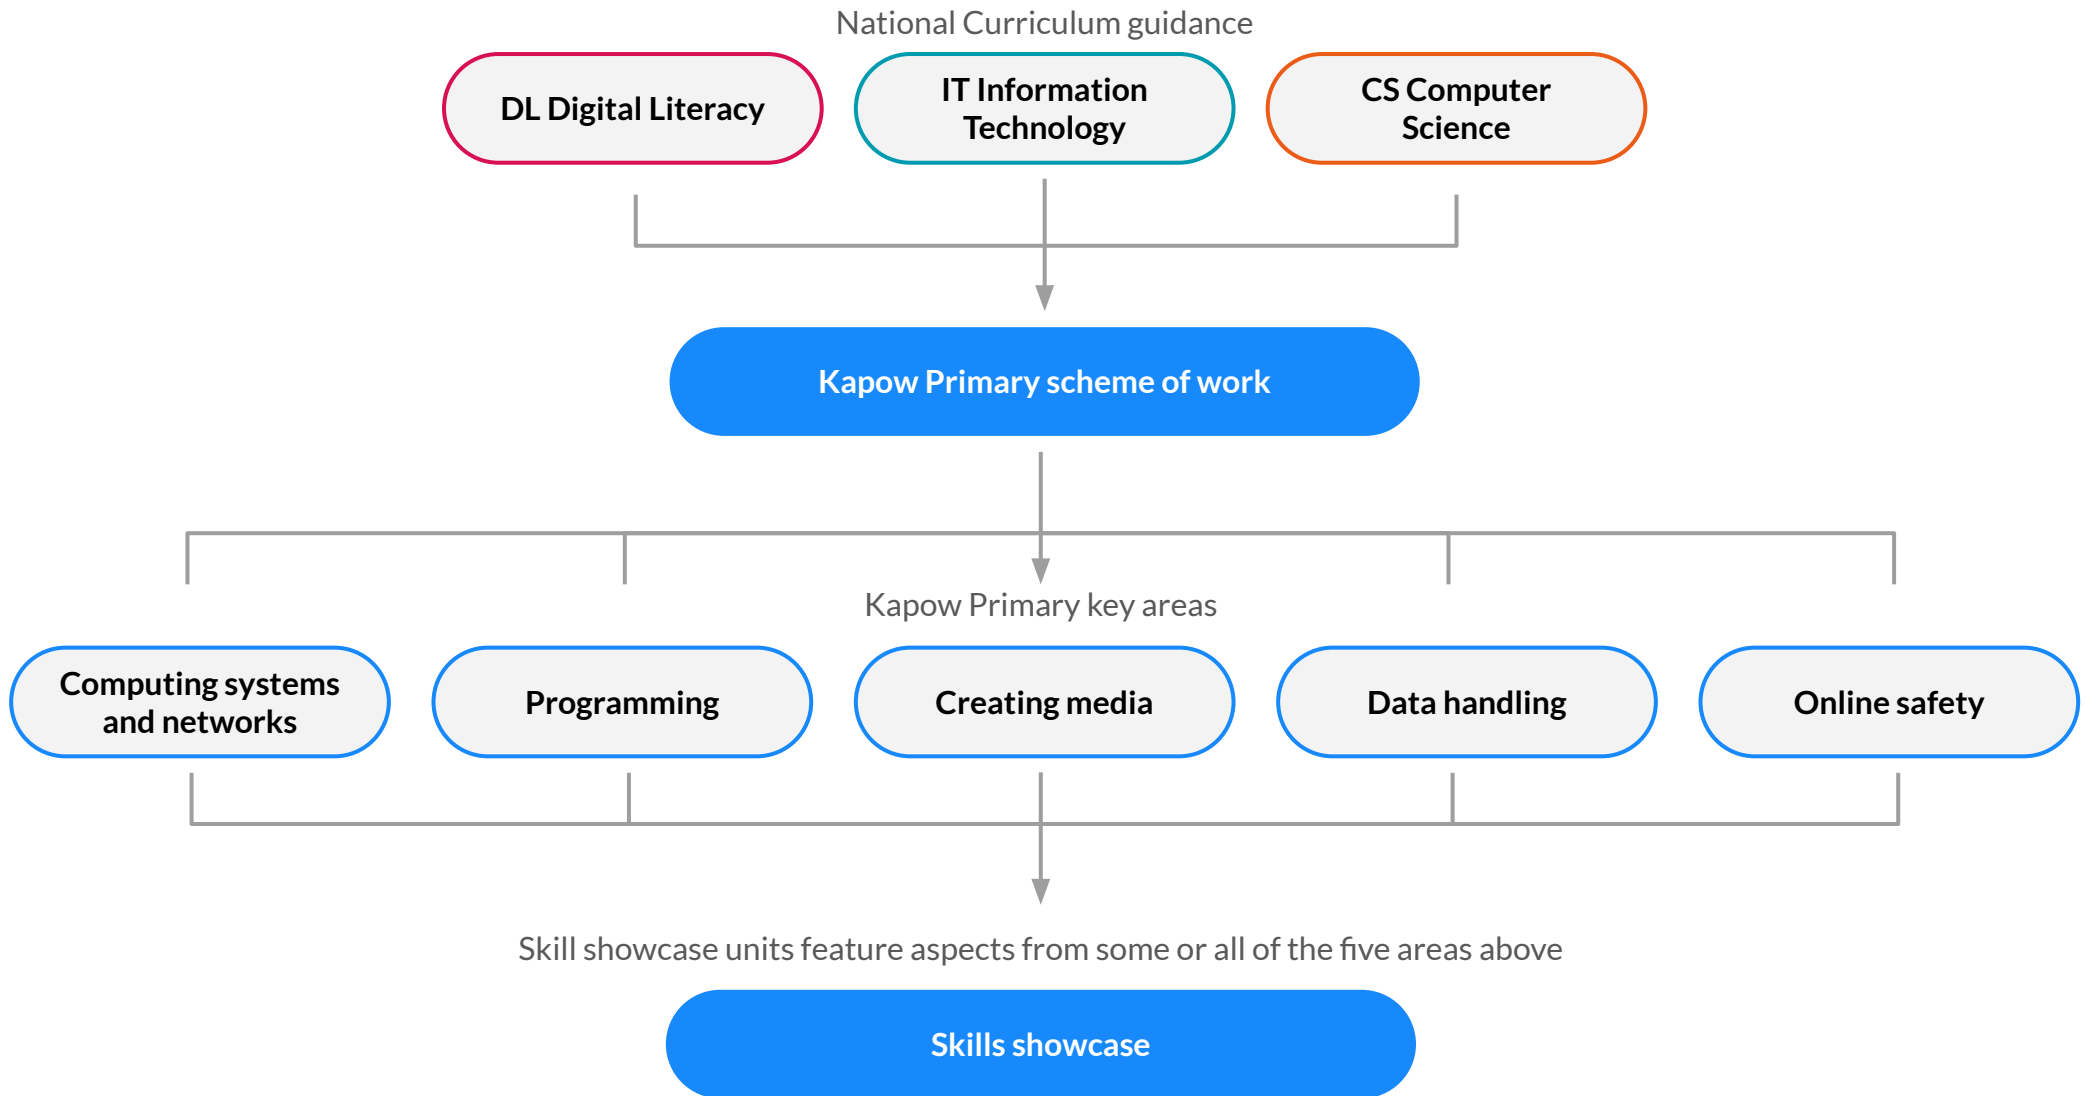 National Curriculum guidance
DL Digital Literacy
IT Information
Technology
CS Computer
Science
Kapow Primary scheme of work
Kapow Primary key areas
Computing systems
and networks
Programming
Creating media
Data handling
Online safety
Skill showcase units feature aspects from some or all of the five areas above
Skills showcase